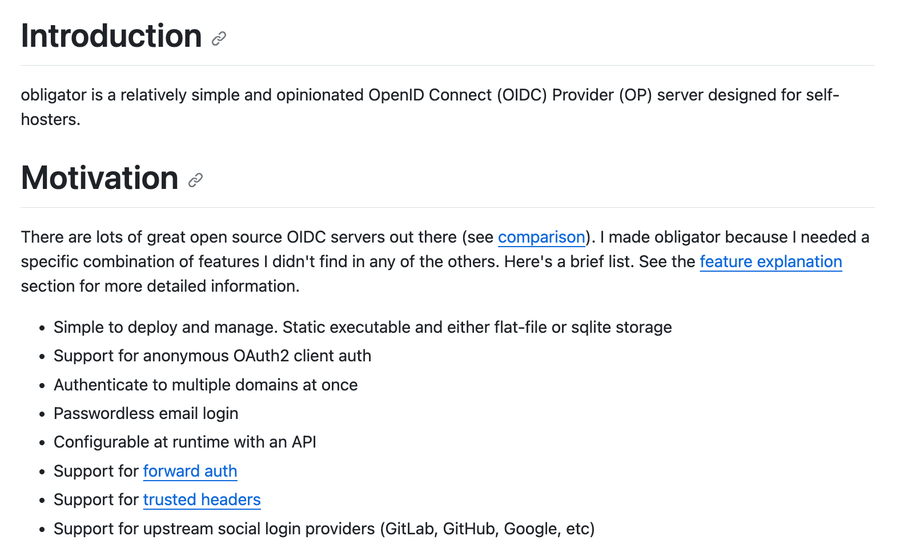 Introduction
obligator is a relatively simple and opinionated OpenID Connect (OIDC) Provider (OP) server designed for self-
hosters.
Motivation
There are lots of great open source OIDC servers out there (see comparison). I made obligator because I needed a
specific combination of features I didn't find in any of the others. Here's a brief list. See the feature explanation
section for more detailed information.
• Simple to deploy and manage. Static executable and either flat-file or sqlite storage
• Support for anonymous OAuth2 client auth
• Authenticate to multiple domains at once
• Passwordless email login
• Configurable at runtime with an API
• Support for forward auth
• Support for trusted headers
• Support for upstream social login providers (GitLab, GitHub, Google, etc)